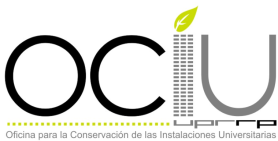 OCIU
uprrp
Oficina para la Conservación de las Instalaciones Universitarias